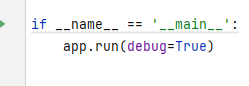 if __name__ == '__main__':
    app.run(debug=True)